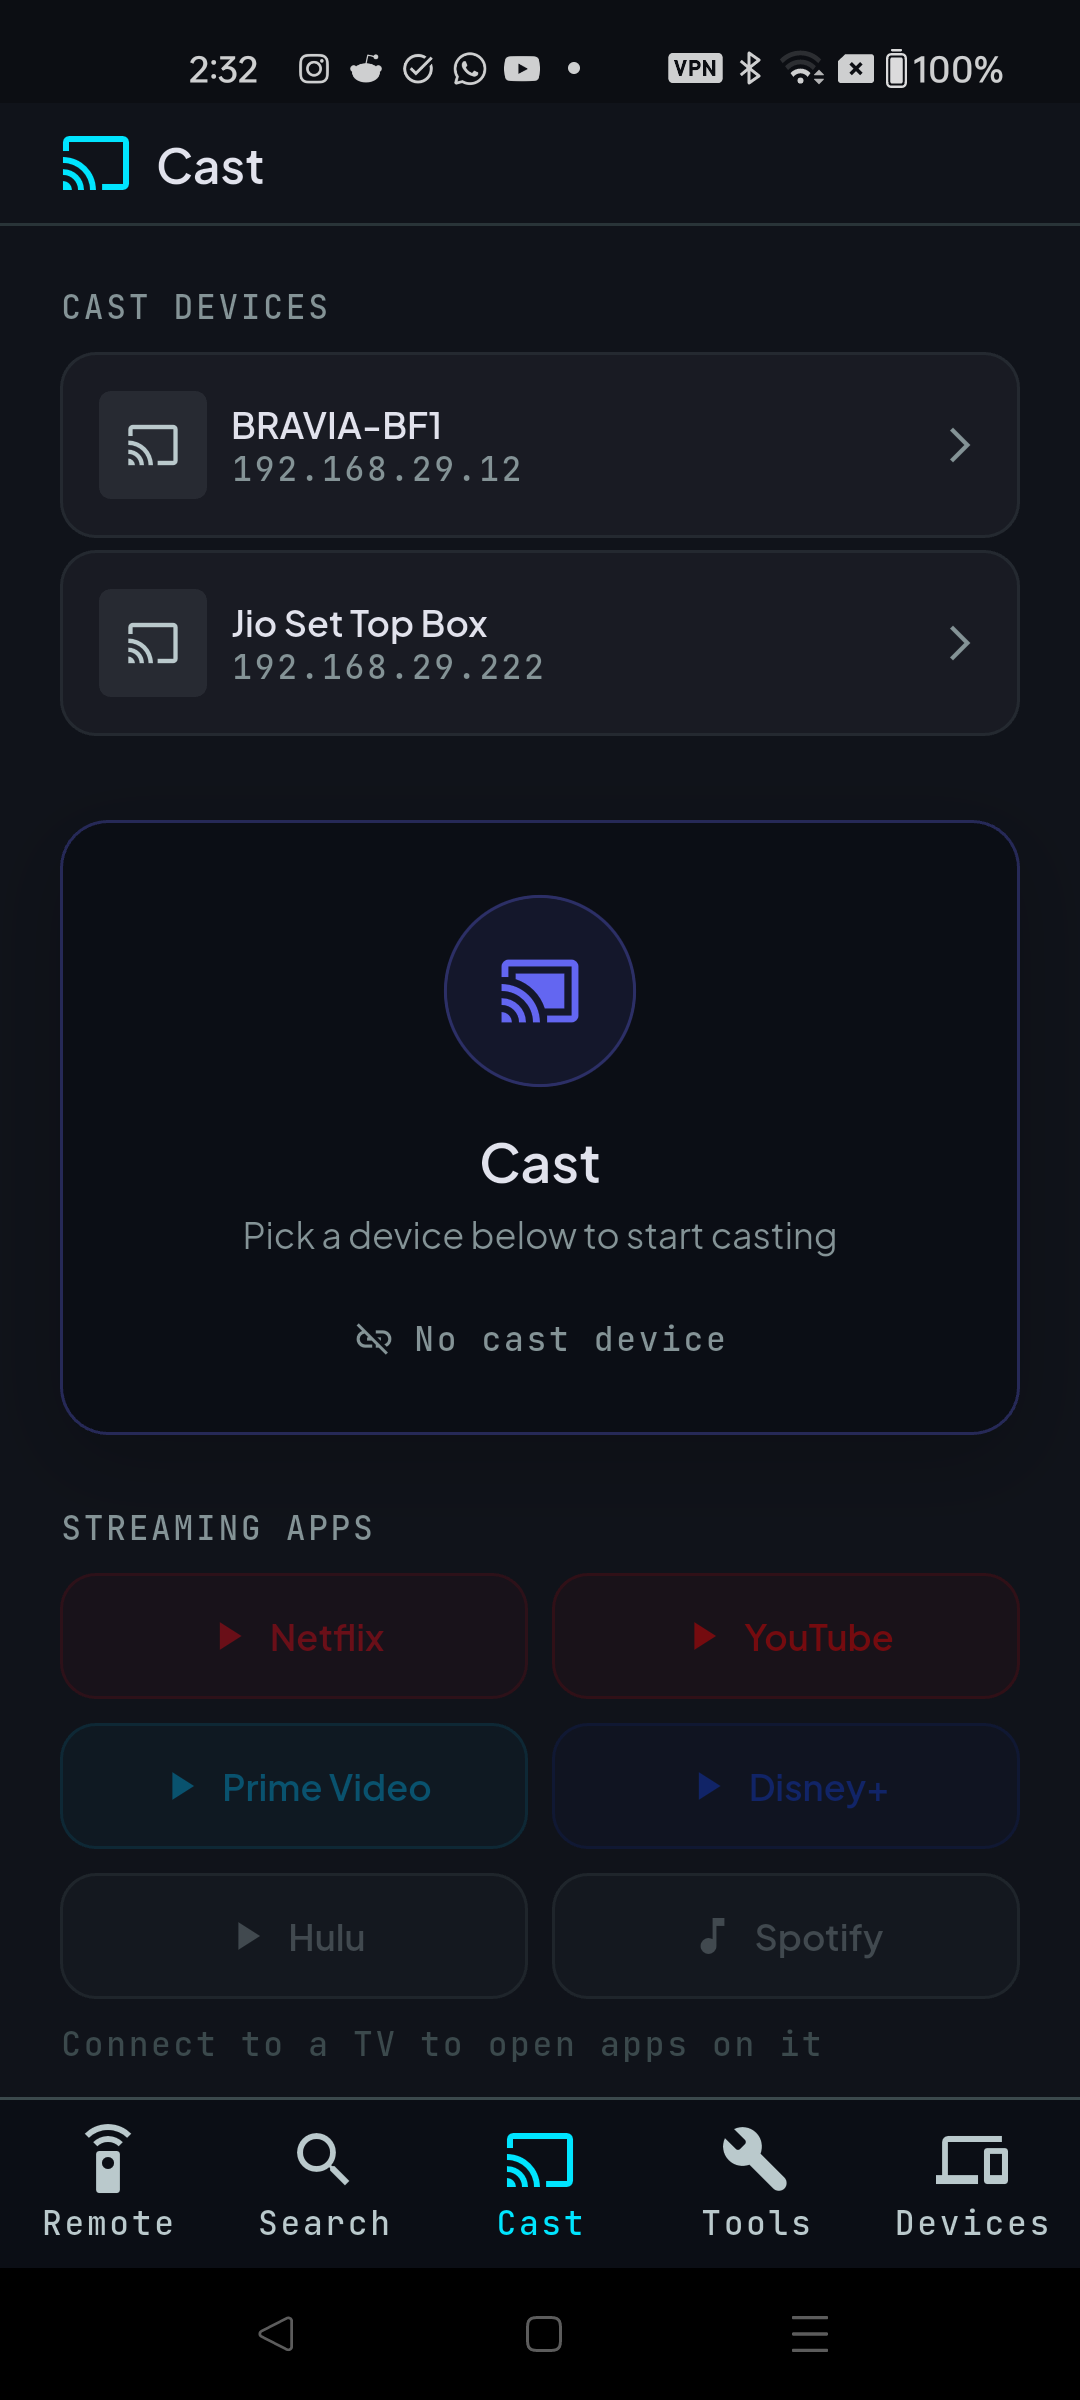 2:32
VPN
100%
Cast
CAST DEVICES
BRAVIA-BF1
192.168.29.12
Jio Set Top Box
192.168.29.222
Cast
Pick a device below to start casting
No cast device
STREAMING APPS
Netflix
YouTube
Prime Video
Disney+
Hulu
Spotify
Connect to a TV to open apps on it
Remote
Search
Cast
Tools
Devices